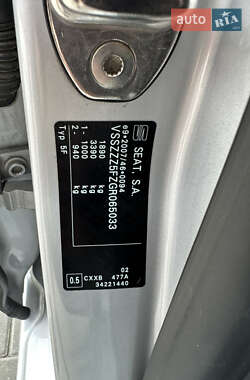 AUTO
RIA
SEAT, S.A.
e9*2007/46*0094
VSSZZZ5FZGR065033
1890 kg
3390 kg
1 - 1000 kg
2 - 940 kg
Typ 5F
02
0.5 CXXB 477A
34221440